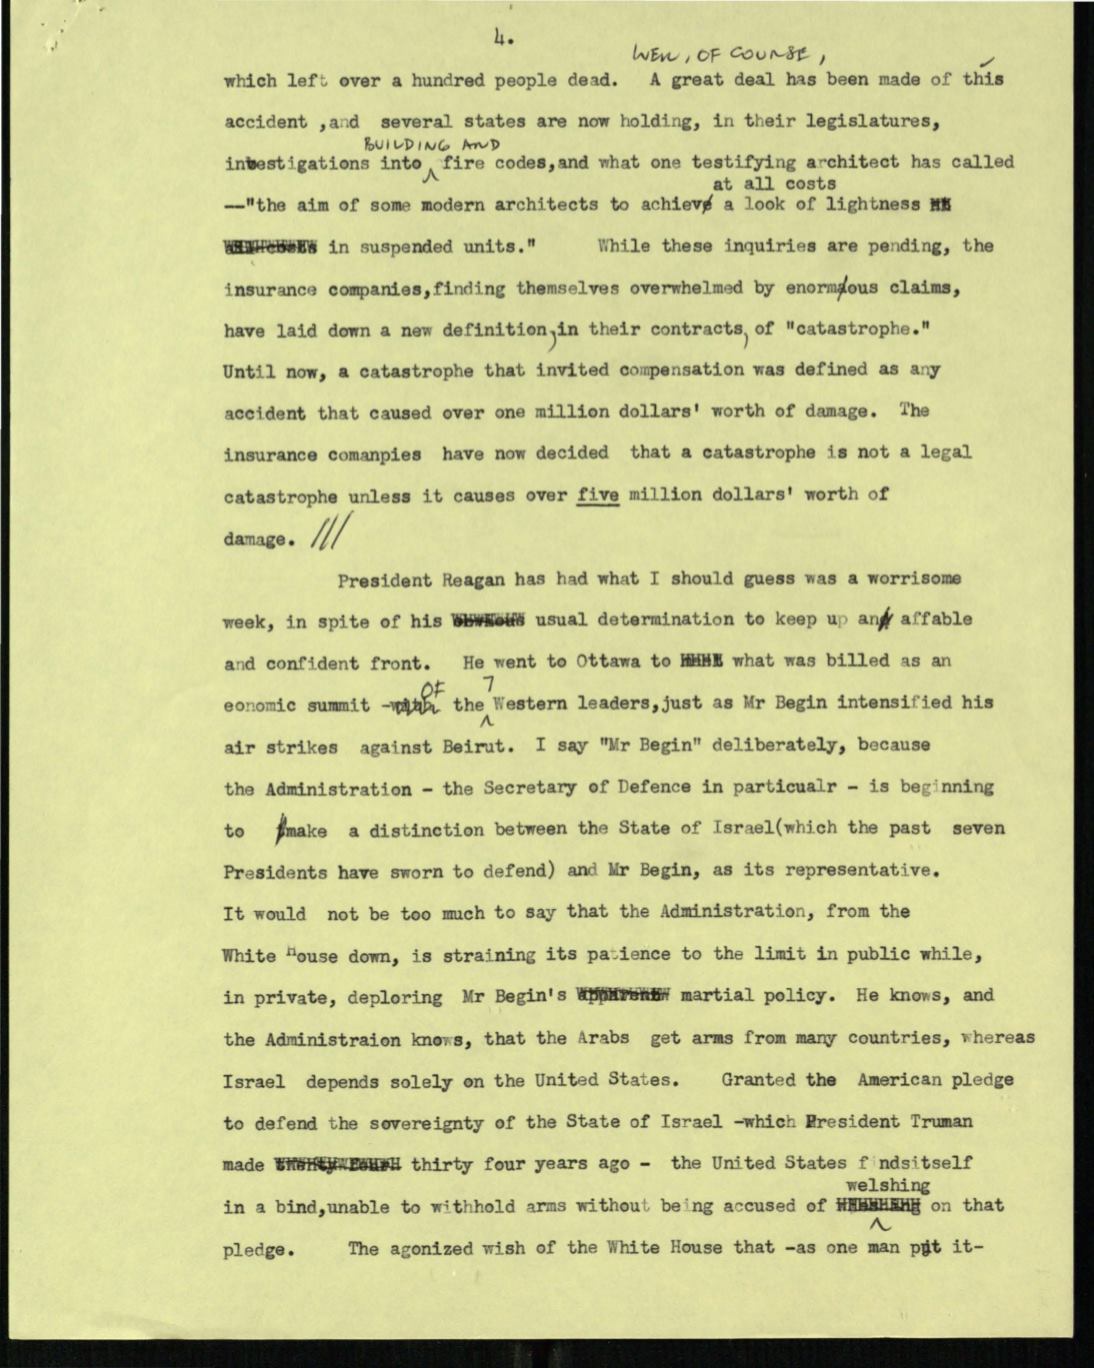 4.
WELL, OF COURSE,
which left over a hundred people dead. A great deal has been made of this
accident ,and several states are now holding, in their legislatures,
BUILDING AND
investigations into fire codes,and what one testifying architect has called
at all costs
—"the aim of some modern architects to achieve a look of lightness
in suspended units." While these inquiries are pending, the
insurance companies,finding themselves overwhelmed by enormous claims,
have laid down a new definition,in their contracts, of "catastrophe."
Until now, a catastrophe that invited compensation was defined as any
accident that caused over one million dollars' worth of damage. The
insurance comanpies have now decided that a catastrophe is not a legal
catastrophe unless it causes over five million dollars' worth of
damage. ///
President Reagan has had what I should guess was a worrisome
week, in spite of his usual determination to keep up an affable
and confident front. He went to Ottawa to what was billed as an
OF 7
eonomic summit - the Western leaders,just as Mr Begin intensified his
air strikes against Beirut. I say "Mr Begin" deliberately, because
the Administration - the Secretary of Defence in particualr - is beginning
to make a distinction between the State of Israel(which the past seven
Presidents have sworn to defend) and Mr Begin, as its representative.
It would not be too much to say that the Administration, from the
White House down, is straining its patience to the limit in public while,
in private, deploring Mr Begin's martial policy. He knows, and
the Administraion knows, that the Arabs get arms from many countries, whereas
Israel depends solely on the United States. Granted the American pledge
to defend the sovereignty of the State of Israel -which President Truman
made thirty four years ago - the United States f ndsitself
welshing
in a bind,unable to withhold arms without being accused of on that
pledge. The agonized wish of the White House that -as one man put it-